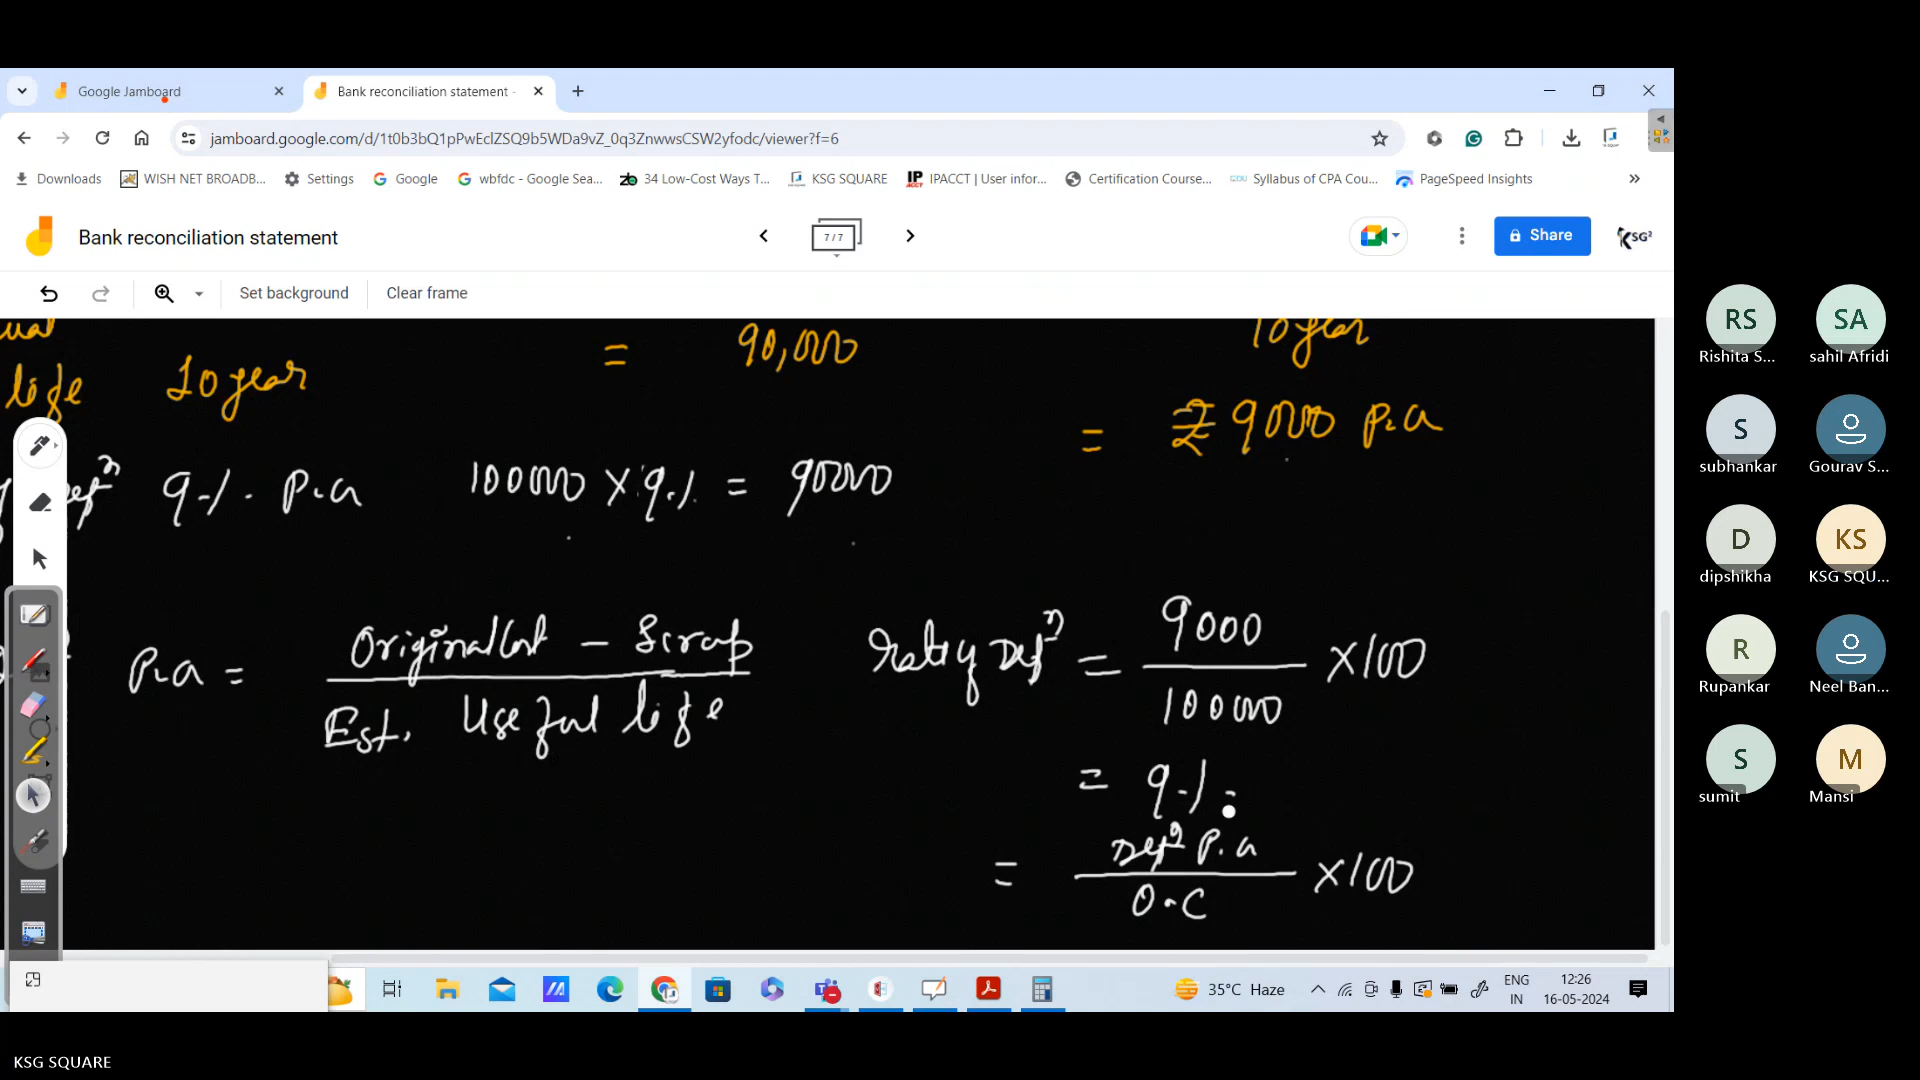 Google Jamboard
Bank reconciliation statement -
jamboard.google.com/d/1t0b3bQ1pPwEclZSQ9b5WDa9vZ_0q3ZnwwsCSW2yfodc/viewer?f=6
Downloads WISH NET BROADB... Settings Google wbfdc - Google Sea... 34 Low-Cost Ways T... KSG SQUARE IPACCT | User infor... Certification Course... Syllabus of CPA Cou... PageSpeed Insights »
Bank reconciliation statement
7 / 7
Share
KSG²
Set background Clear frame
= 90,000
10 year
life 10 year
= ₹ 9000 P.a
Depⁿ 9% P.a 100000 X 9% = 90000
P.a = Original Cost - Scrap
Est. Useful life
Rate of Depⁿ = 9000 X100
100000
= 9%
= Depⁿ P.a X100
O.C
RS
Rishita S...
SA
sahil Afridi
S
subhankar
Gourav S...
D
dipshikha
KS
KSG SQU...
R
Rupankar
Neel Ban...
S
sumit
M
Mansi
35°C Haze
ENG
IN
12:26
16-05-2024
KSG SQUARE